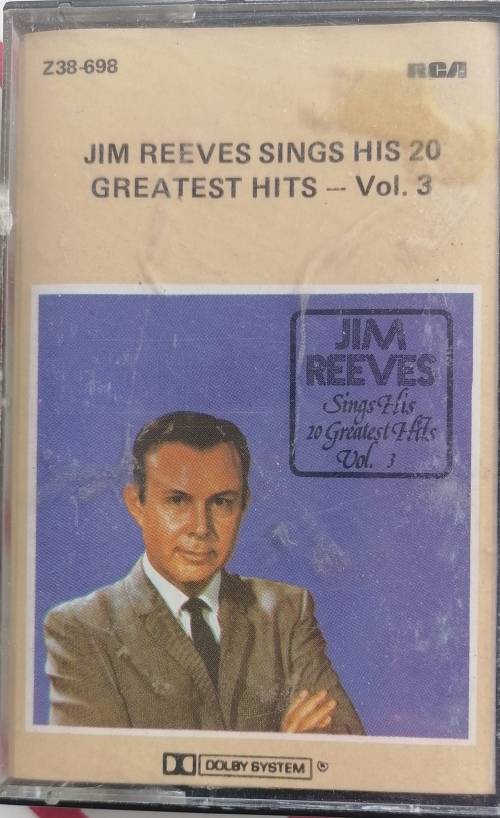 Z38-698
RCA
JIM REEVES SINGS HIS 20
GREATEST HITS -- Vol. 3
JIM
REEVES
Sings His
20 Greatest Hits
Vol. 3
DOLBY SYSTEM ®